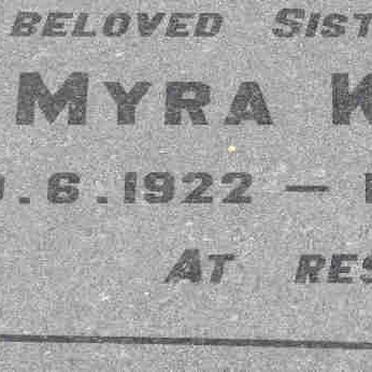 BELOVED SIST
MYRA K
.6.1922 —
AT RES